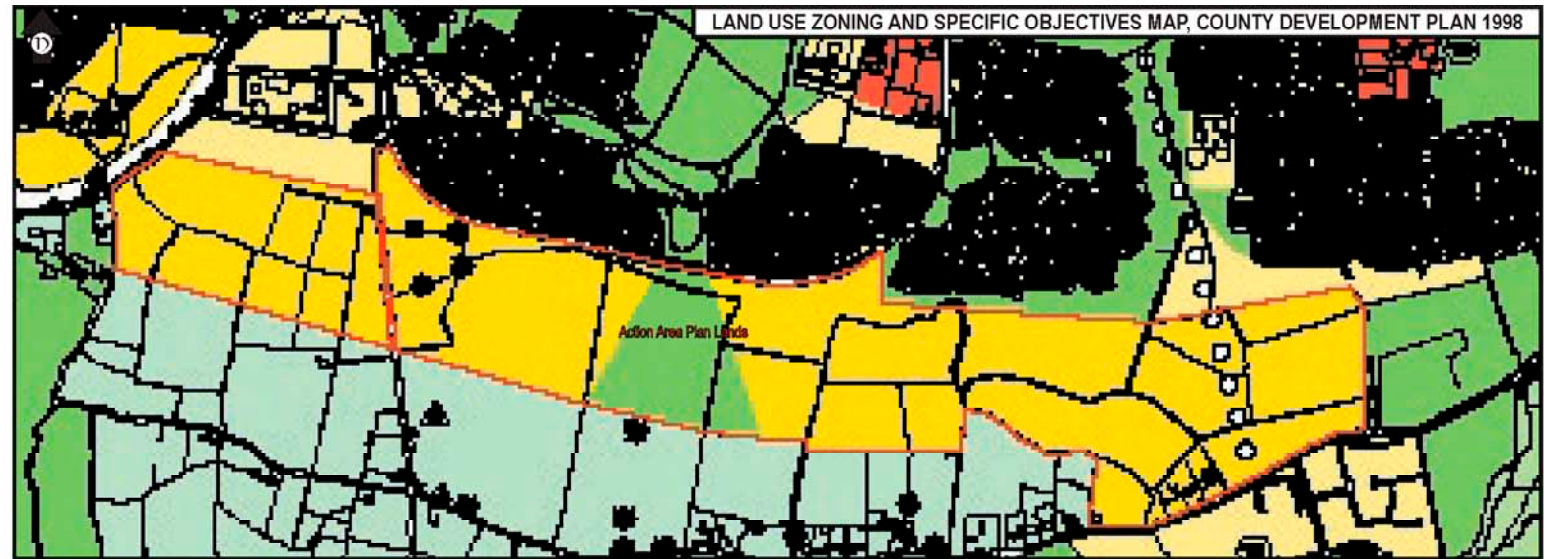 LAND USE ZONING AND SPECIFIC OBJECTIVES MAP, COUNTY DEVELOPMENT PLAN 1998
Action Area Plan Lands